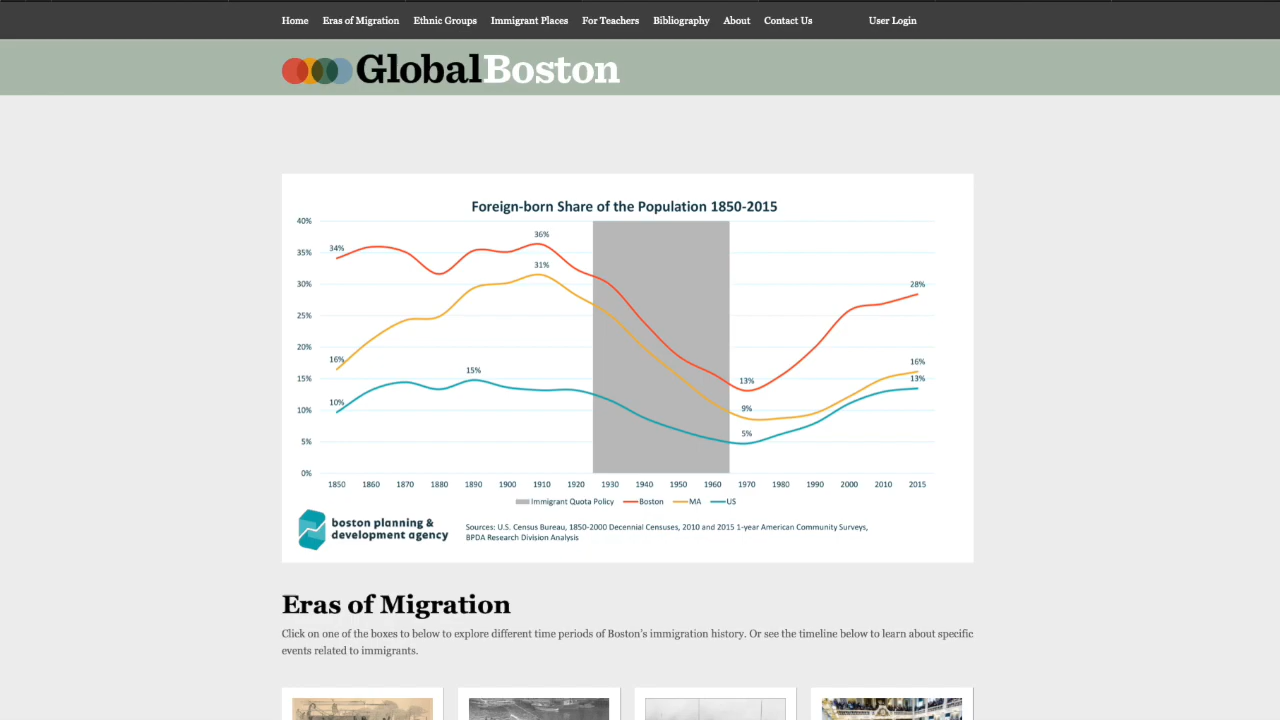 Home Eras of Migration Ethnic Groups Immigrant Places For Teachers Bibliography About Contact Us User Login
GlobalBoston
Foreign-born Share of the Population 1850-2015
40%
36%
34%
35%
31%
30%
28%
25%
20%
16%
16%
15%
15%
13%
13%
10%
10%
9%
5%
5%
0%
1850 1860 1870 1880 1890 1900 1910 1920 1930 1940 1950 1960 1970 1980 1990 2000 2010 2015
Immigrant Quota Policy Boston MA US
boston planning &
development agency
Sources: U.S. Census Bureau, 1850-2000 Decennial Censuses, 2010 and 2015 1-year American Community Surveys,
BPDA Research Division Analysis
Eras of Migration
Click on one of the boxes to below to explore different time periods of Boston's immigration history. Or see the timeline below to learn about specific
events related to immigrants.